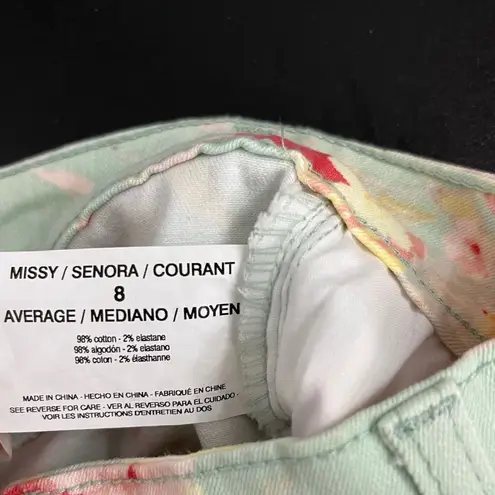 MISSY / SENORA / COURANT
8
AVERAGE / MEDIANO / MOYEN
98% cotton - 2% elastane
98% algodón - 2% elastano
98% coton - 2% élasthanne
MADE IN CHINA - HECHO EN CHINA - FABRIQUÉ EN CHINE
SEE REVERSE FOR CARE - VER AL REVERSO PARA EL CUIDADO -
VOIR LES INSTRUCTIONS D'ENTRETIEN AU DOS